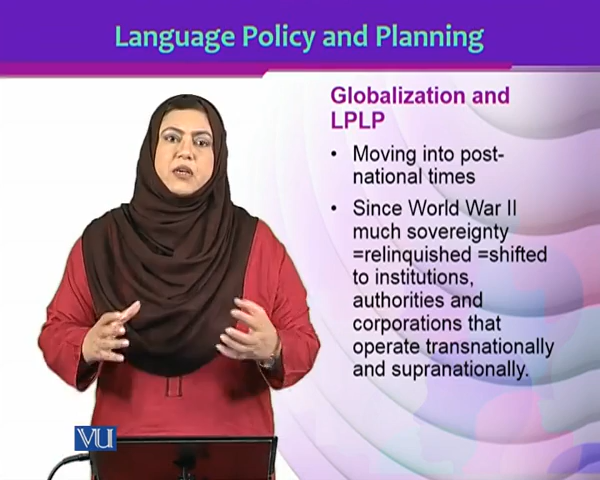 Language Policy and Planning
Globalization and
LPLP
• Moving into post-
national times
• Since World War II
much sovereignty
=relinquished =shifted
to institutions,
authorities and
corporations that
operate transnationally
and supranationally.
VU